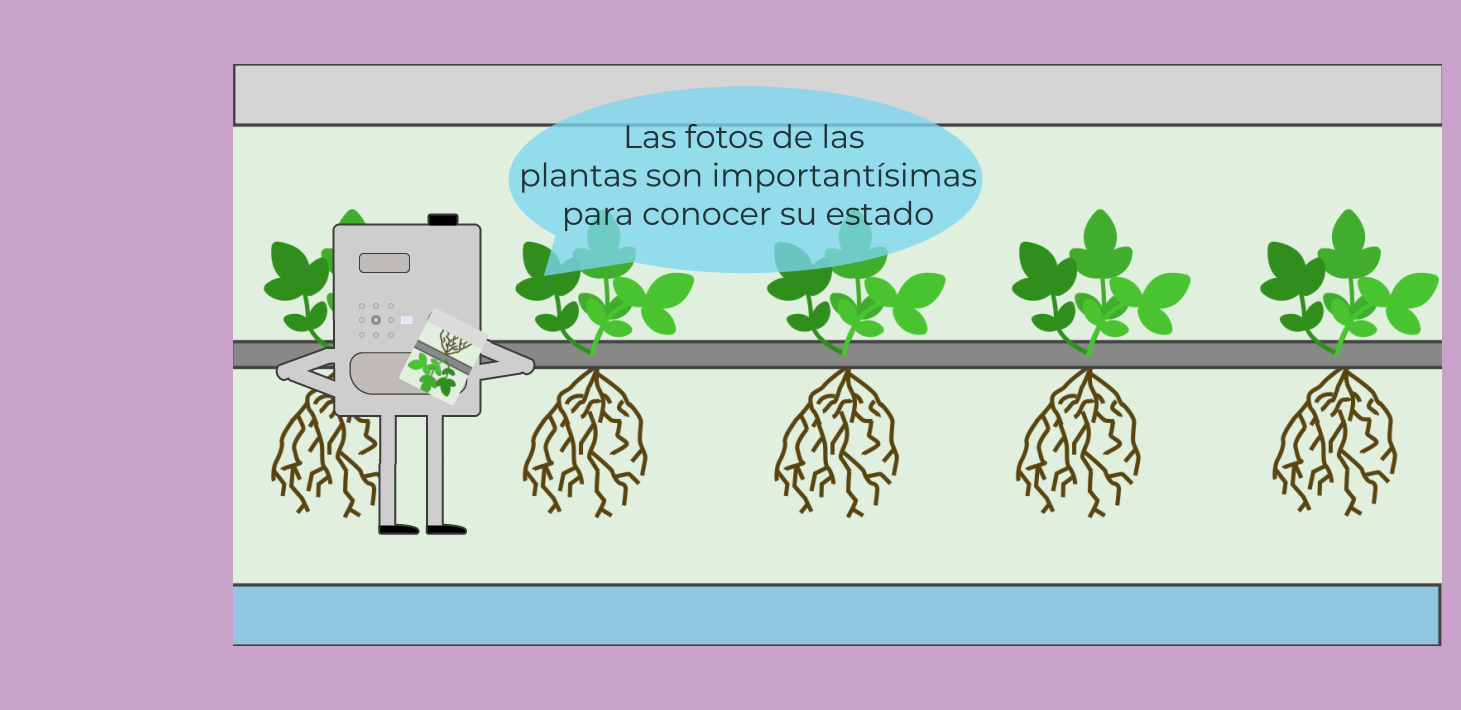 Las fotos de las
plantas son importantísimas
para conocer su estado